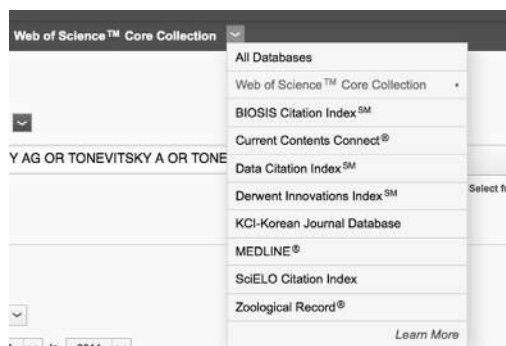 Web of Science™ Core Collection
All Databases
Web of Science™ Core Collection
BIOSIS Citation Index℠
Current Contents Connect®
Y AG OR TONEVITSKY A OR TONE
Data Citation Index℠
Derwent Innovations Index℠
Select f
KCI-Korean Journal Database
MEDLINE®
SciELO Citation Index
Zoological Record®
Learn More